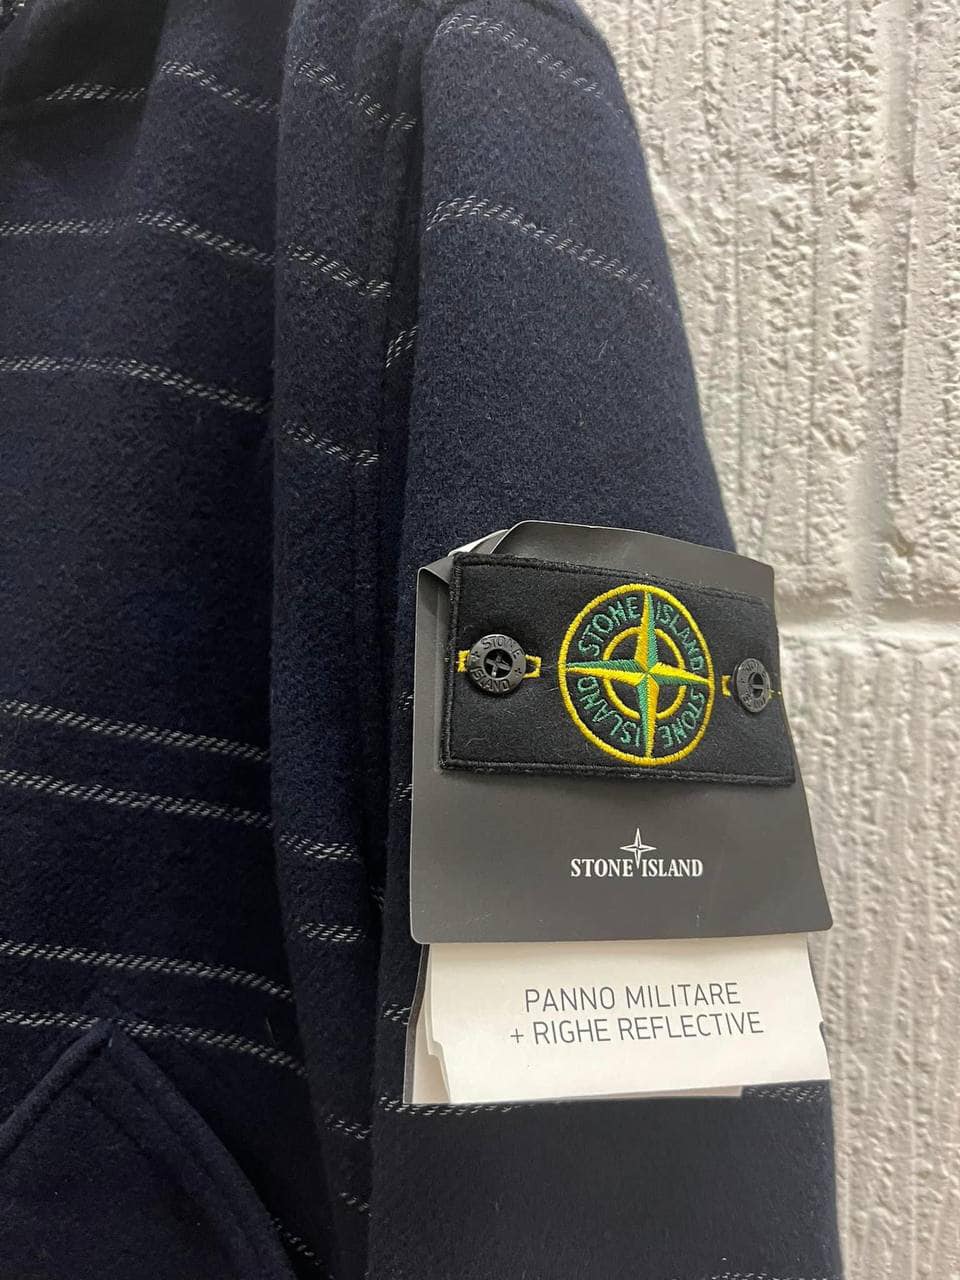 STONE ISLAND
STONE ISLAND
STONE ISLAND
STONE ISLAND
PANNO MILITARE
+ RIGHE REFLECTIVE